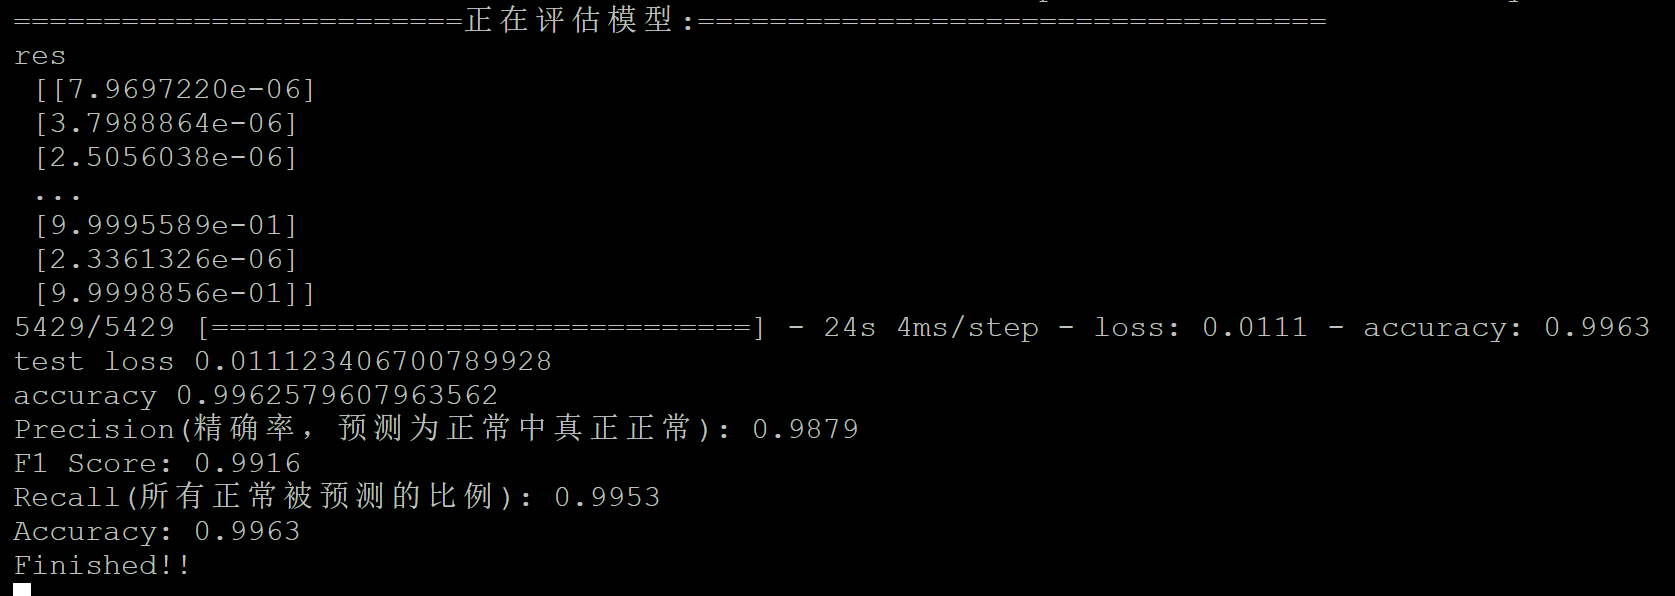 =========================正在评估模型:===================================
res
 [[7.9697220e-06]
 [3.7988864e-06]
 [2.5056038e-06]
 ...
 [9.9995589e-01]
 [2.3361326e-06]
 [9.9998856e-01]]
5429/5429 [==============================] - 24s 4ms/step - loss: 0.0111 - accuracy: 0.9963
test loss 0.011123406700789928
accuracy 0.9962579607963562
Precision(精确率，预测为正常中真正正常): 0.9879
F1 Score: 0.9916
Recall(所有正常被预测的比例): 0.9953
Accuracy: 0.9963
Finished!!